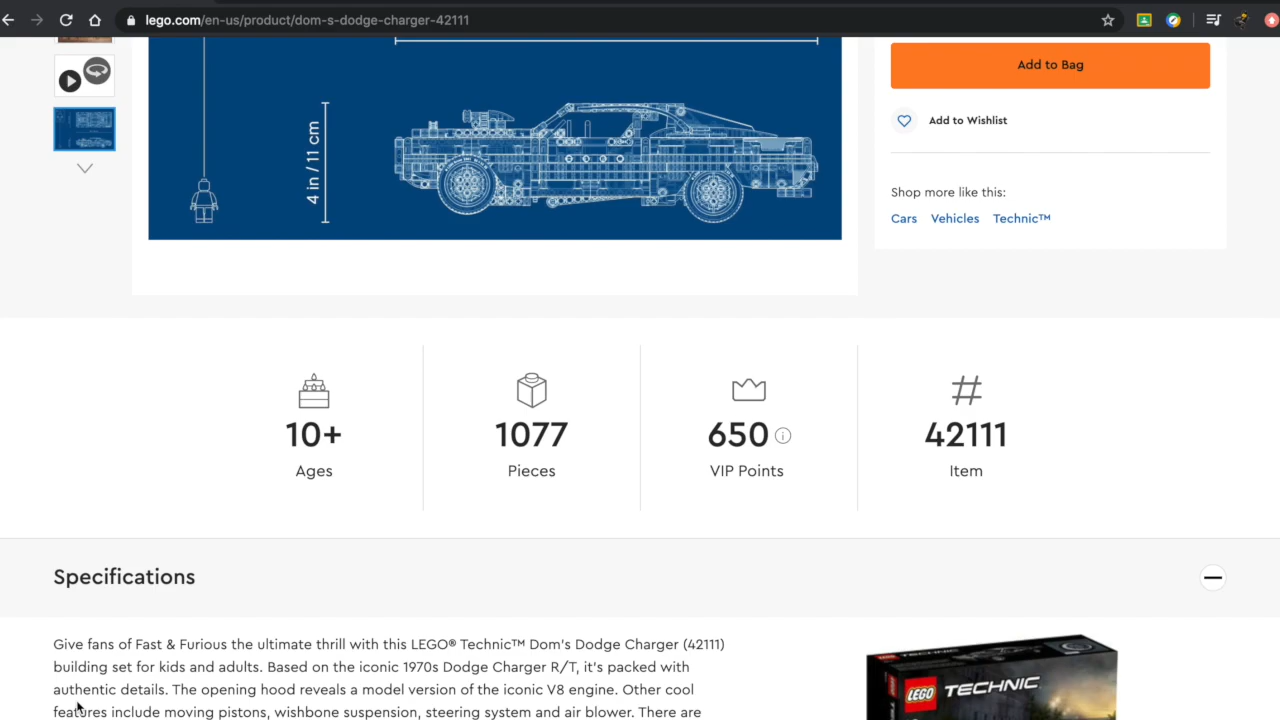 lego.com/en-us/product/dom-s-dodge-charger-42111
Add to Bag
Add to Wishlist
4 in / 11 cm
Shop more like this:
Cars Vehicles Technic™
10+ 1077 650 42111
Ages Pieces VIP Points Item
Specifications
Give fans of Fast & Furious the ultimate thrill with this LEGO® Technic™ Dom's Dodge Charger (42111)
building set for kids and adults. Based on the iconic 1970s Dodge Charger R/T, it's packed with
authentic details. The opening hood reveals a model version of the iconic V8 engine. Other cool
features include moving pistons, wishbone suspension, steering system and air blower. There are
LEGO TECHNIC